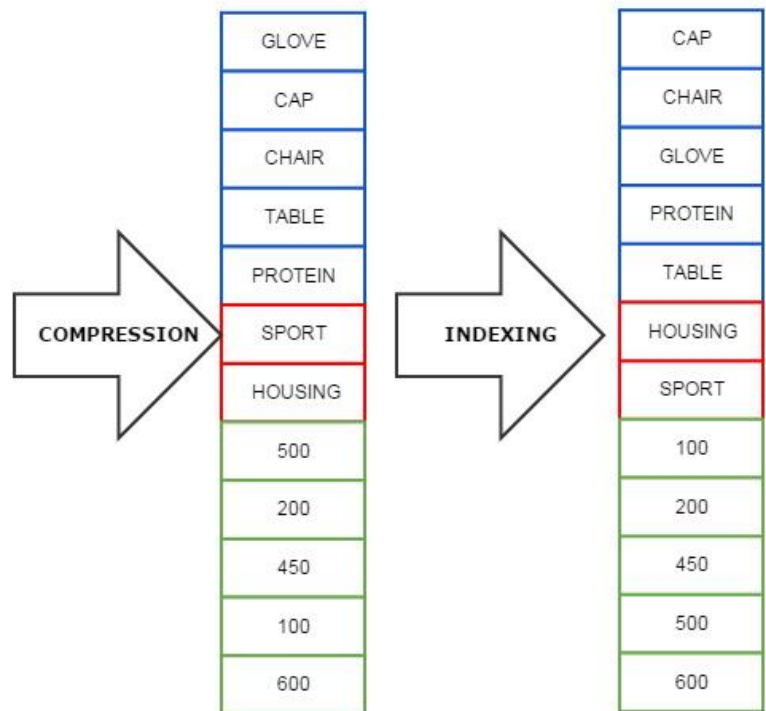 COMPRESSION
GLOVE
CAP
CHAIR
TABLE
PROTEIN
SPORT
HOUSING
500
200
450
100
600
INDEXING
CAP
CHAIR
GLOVE
PROTEIN
TABLE
HOUSING
SPORT
100
200
450
500
600